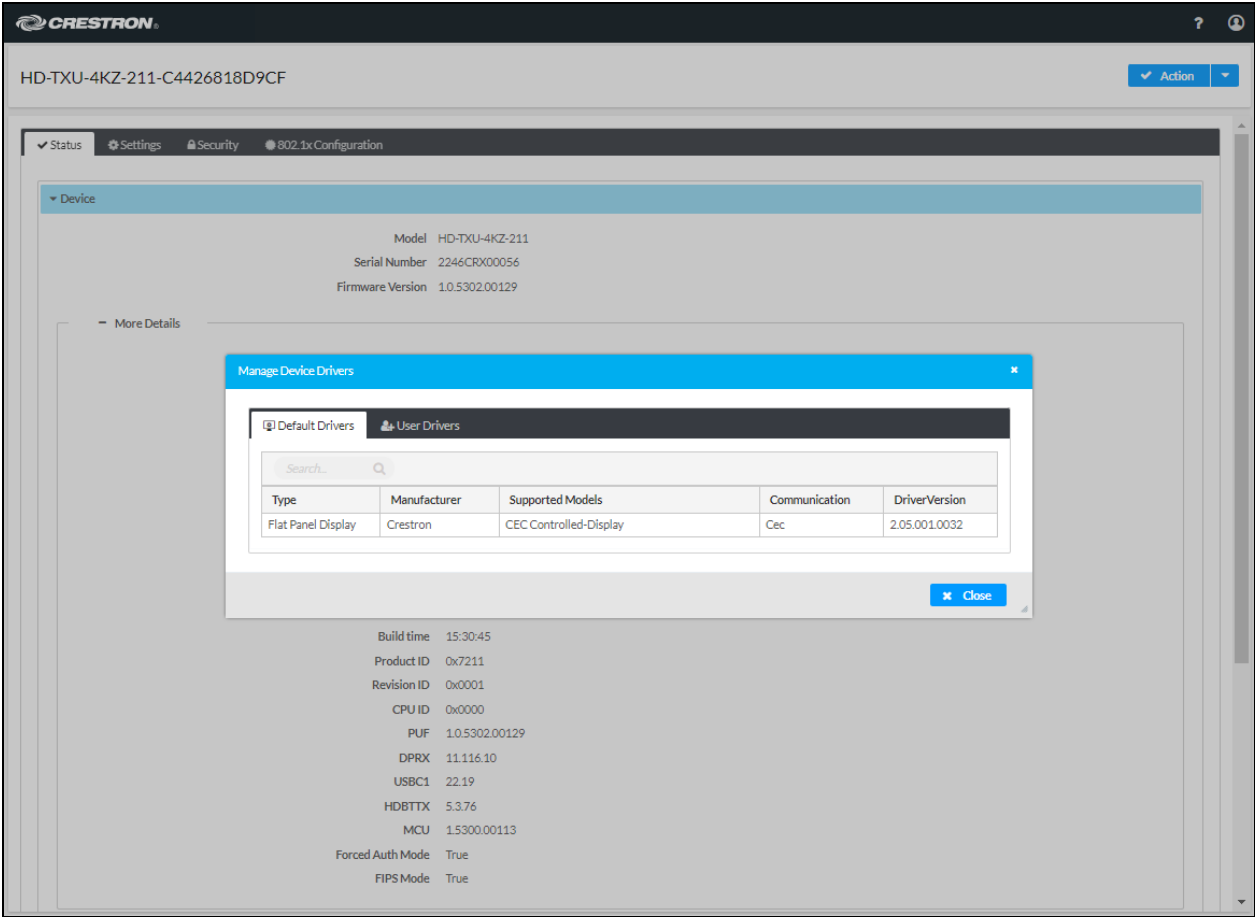 CRESTRON® ?
HD-TXU-4KZ-211-C4426818D9CF Action
Status Settings Security 802.1x Configuration
Device
Model HD-TXU-4KZ-211
Serial Number 2246CRX00056
Firmware Version 1.0.5302.00129
More Details
Manage Device Drivers
Default Drivers User Drivers
Search...
Type Manufacturer Supported Models Communication DriverVersion
Flat Panel Display Crestron CEC Controlled-Display Cec 2.05.001.0032
Close
Build time 15:30:45
Product ID 0x7211
Revision ID 0x0001
CPU ID 0x0000
PUF 1.0.5302.00129
DPRX 11.116.10
USBC1 22.19
HDBTTX 5.3.76
MCU 1.5300.00113
Forced Auth Mode True
FIPS Mode True